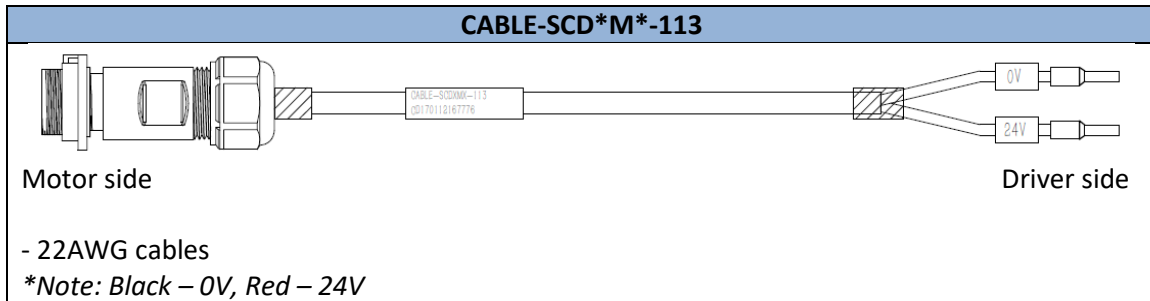 CABLE-SCD*M*-113
CABLE-SCDXMX-113
0V
24V
Motor side
Driver side
- 22AWG cables
*Note: Black – 0V, Red – 24V